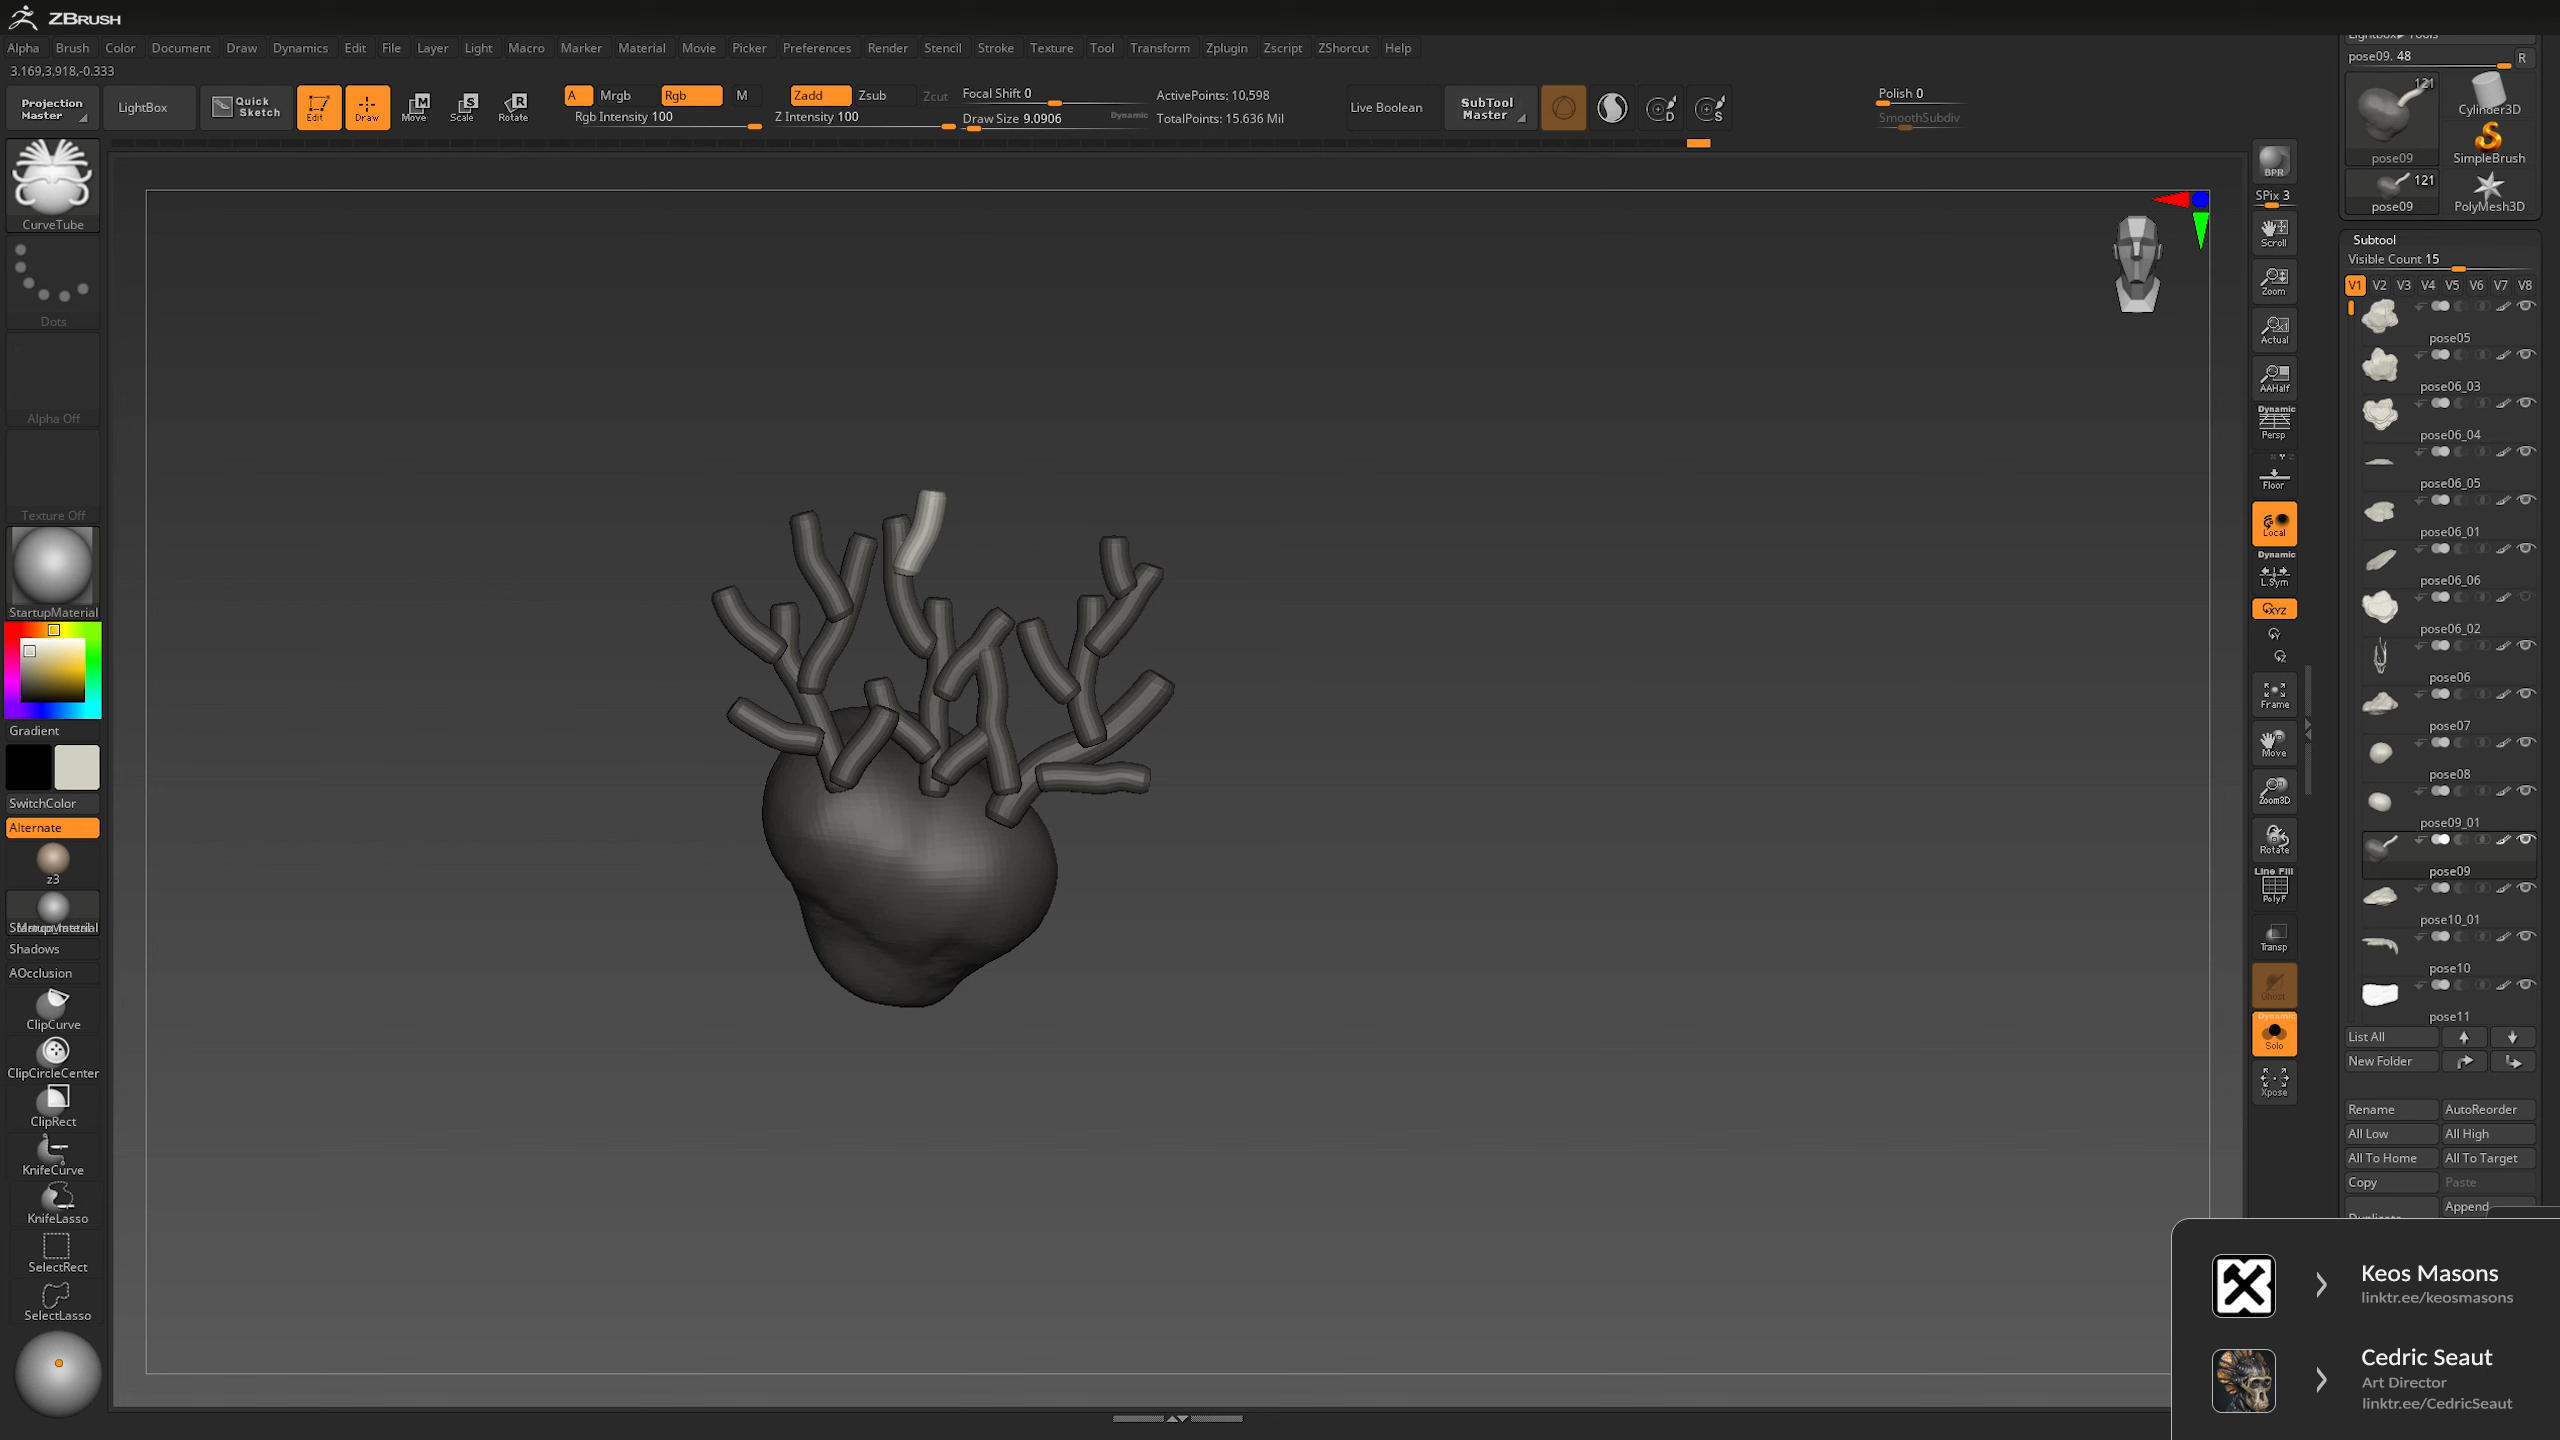 ZBRUSH
Alpha Brush Color Document Draw Dynamics Edit File Layer Light Macro Marker Material Movie Picker Preferences Render Stencil Stroke Texture Tool Transform Zplugin Zscript ZShorcut Help
3.169,3.918,-0.333
Projection Master
LightBox
Quick Sketch
Edit
Draw
Move
Scale
Rotate
A Mrgb Rgb M
Rgb Intensity 100
Zadd Zsub Zcut
Z Intensity 100
Focal Shift 0
Draw Size 9.0906 Dynamic
ActivePoints: 10,598
TotalPoints: 15.636 Mil
Live Boolean
SubTool Master
Polish 0
SmoothSubdiv
CurveTube
Dots
Alpha Off
Texture Off
StartupMaterial
Gradient
SwitchColor
Alternate
z3
Shadows
AOcclusion
ClipCurve
ClipCircleCenter
ClipRect
KnifeCurve
KnifeLasso
SelectRect
SelectLasso
BPR
SPix 3
Scroll
Zoom
Actual
AAHalf
Dynamic
Persp
Floor
Local
Dynamic
L.Sym
XYZ
Frame
Move
Zoom3D
Rotate
Line Fill
PolyF
Transp
Ghost
Dynamic
Solo
Xpose
pose09. 48 R
121
pose09
Cylinder3D
SimpleBrush
121
pose09
PolyMesh3D
Subtool
Visible Count 15
V1 V2 V3 V4 V5 V6 V7 V8
pose05
pose06_03
pose06_04
pose06_05
pose06_01
pose06_06
pose06_02
pose06
pose07
pose08
pose09_01
pose09
pose10_01
pose10
pose11
List All
New Folder
Rename AutoReorder
All Low All High
All To Home All To Target
Copy Paste
Append
Keos Masons
linktr.ee/keosmasons
Cedric Seaut
Art Director
linktr.ee/CedricSeaut